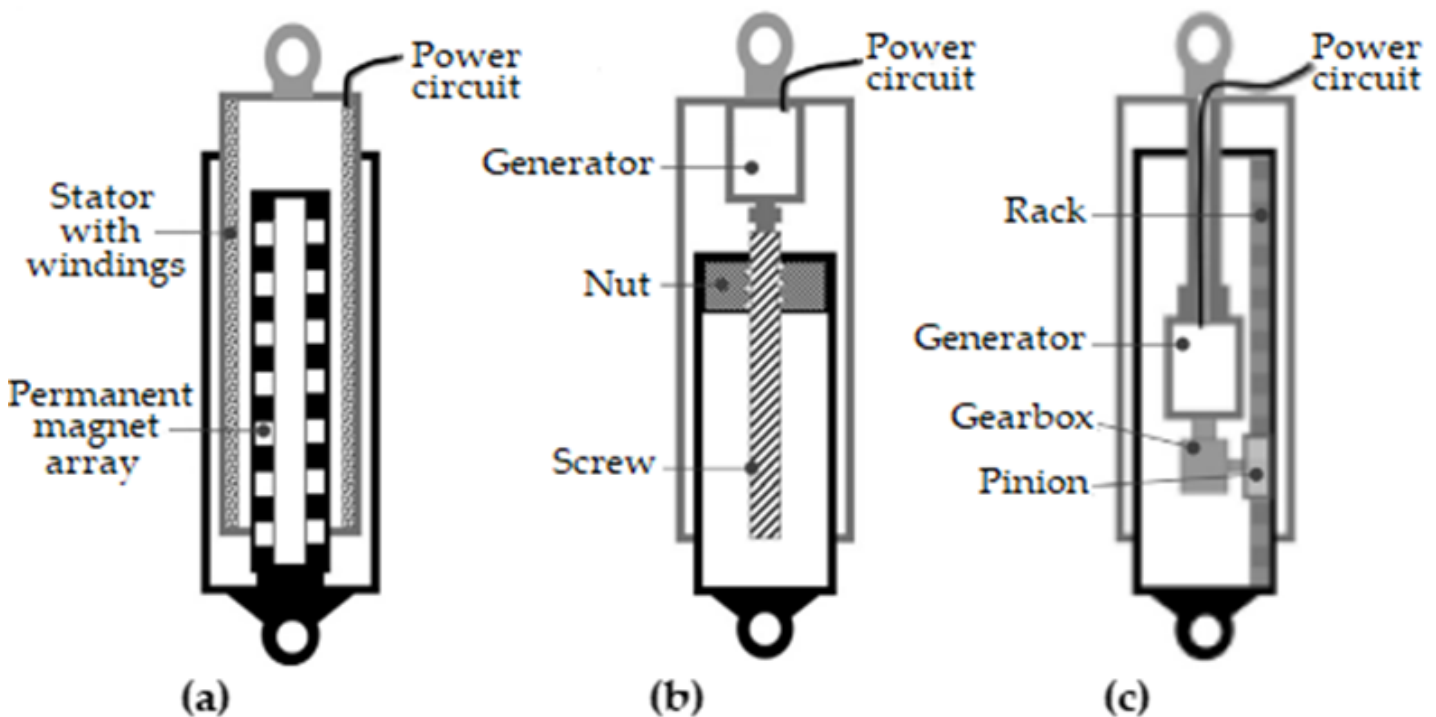 Power
circuit
Stator
with
windings
Permanent
magnet
array
(a)
Power
circuit
Generator
Nut
Screw
(b)
Power
circuit
Rack
Generator
Gearbox
Pinion
(c)